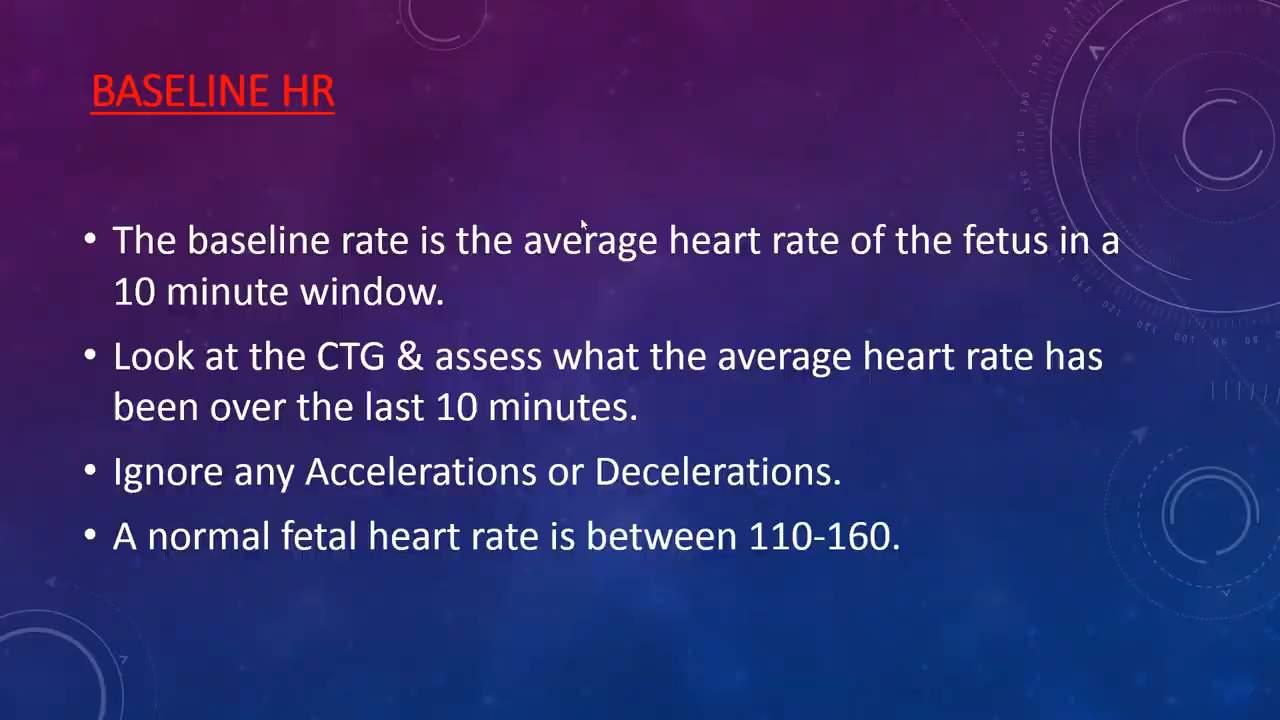 BASELINE HR
• The baseline rate is the average heart rate of the fetus in a
10 minute window.
• Look at the CTG & assess what the average heart rate has
been over the last 10 minutes.
• Ignore any Accelerations or Decelerations.
• A normal fetal heart rate is between 110-160.